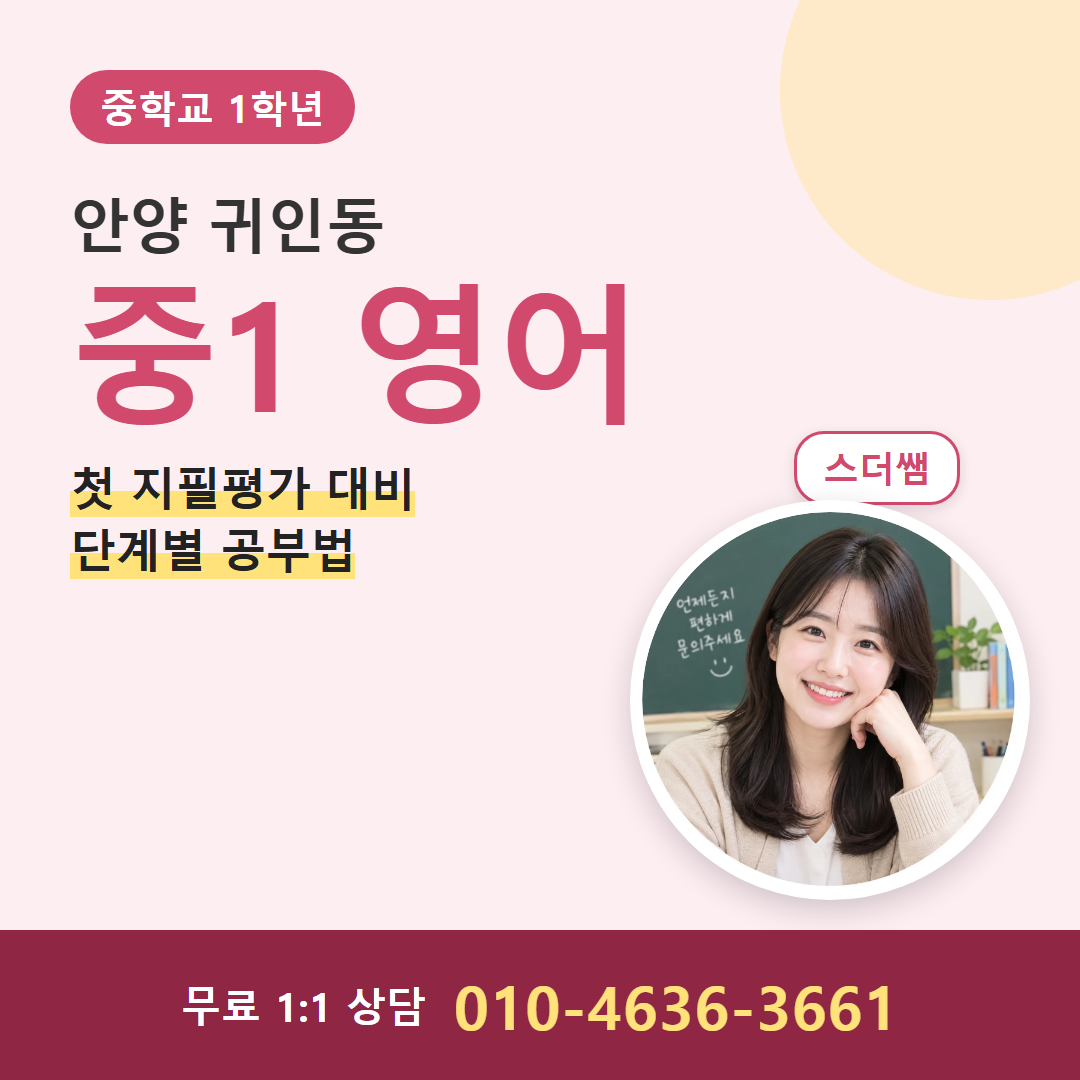 중학교 1학년
안양 귀인동
중1 영어
첫 지필평가 대비
단계별 공부법
스더쌤
언제든지
편하게
문의주세요
무료 1:1 상담 010-4636-3661